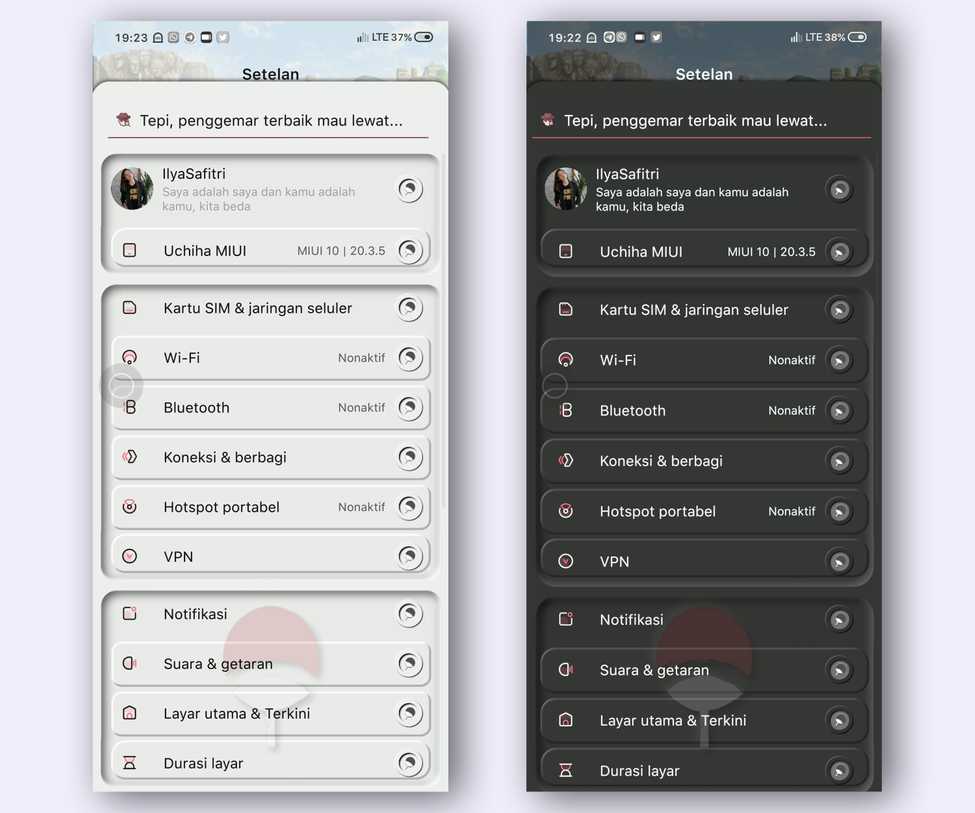 19:23
LTE 37%
Setelan
Tepi, penggemar terbaik mau lewat...
IlyaSafitri
Saya adalah saya dan kamu adalah
kamu, kita beda
Uchiha MIUI
MIUI 10 | 20.3.5
Kartu SIM & jaringan seluler
Wi-Fi
Nonaktif
Bluetooth
Nonaktif
Koneksi & berbagi
Hotspot portabel
Nonaktif
VPN
Notifikasi
Suara & getaran
Layar utama & Terkini
Durasi layar
19:22
LTE 38%
Setelan
Tepi, penggemar terbaik mau lewat...
IlyaSafitri
Saya adalah saya dan kamu adalah
kamu, kita beda
Uchiha MIUI
MIUI 10 | 20.3.5
Kartu SIM & jaringan seluler
Wi-Fi
Nonaktif
Bluetooth
Nonaktif
Koneksi & berbagi
Hotspot portabel
Nonaktif
VPN
Notifikasi
Suara & getaran
Layar utama & Terkini
Durasi layar